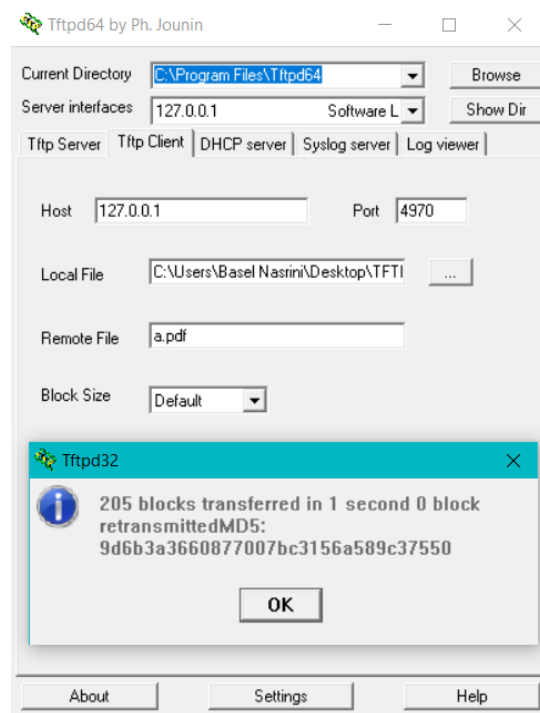 Tftpd64 by Ph. Jounin
Current Directory C:\Program Files\Tftpd64 Browse
Server interfaces 127.0.0.1 Software L Show Dir
Tftp Server Tftp Client DHCP server Syslog server Log viewer
Host 127.0.0.1 Port 4970
Local File C:\Users\Basel Nasrini\Desktop\TFTI ...
Remote File a.pdf
Block Size Default
Tftpd32
205 blocks transferred in 1 second 0 block
retransmittedMD5:
9d6b3a3660877007bc3156a589c37550
OK
About Settings Help